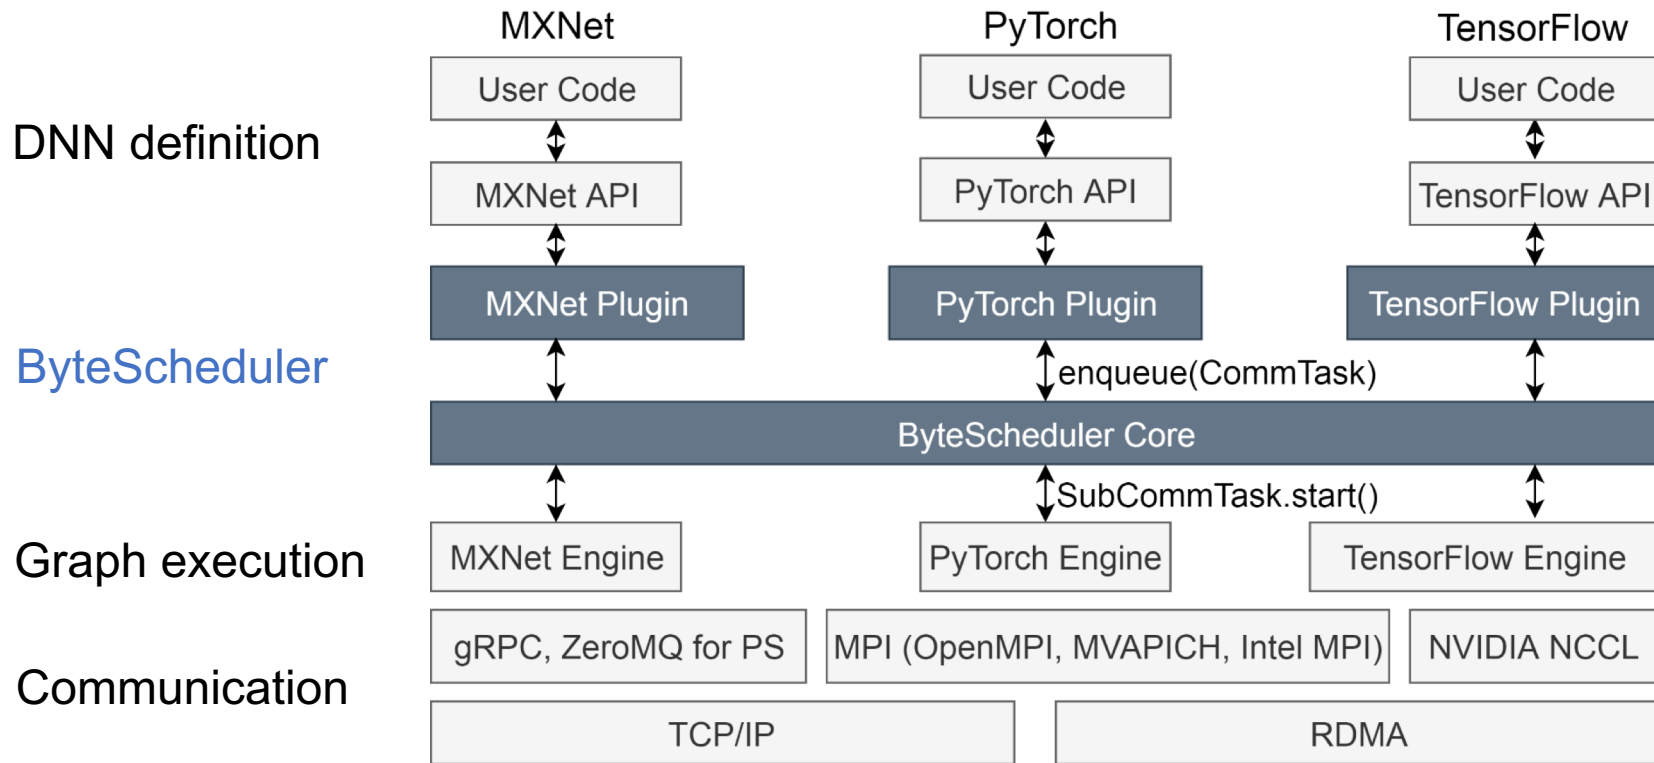 MXNet PyTorch TensorFlow
User Code User Code User Code
DNN definition
MXNet API PyTorch API TensorFlow API
MXNet Plugin PyTorch Plugin TensorFlow Plugin
ByteScheduler
enqueue(CommTask)
ByteScheduler Core
SubCommTask.start()
Graph execution
MXNet Engine PyTorch Engine TensorFlow Engine
gRPC, ZeroMQ for PS MPI (OpenMPI, MVAPICH, Intel MPI) NVIDIA NCCL
Communication
TCP/IP RDMA